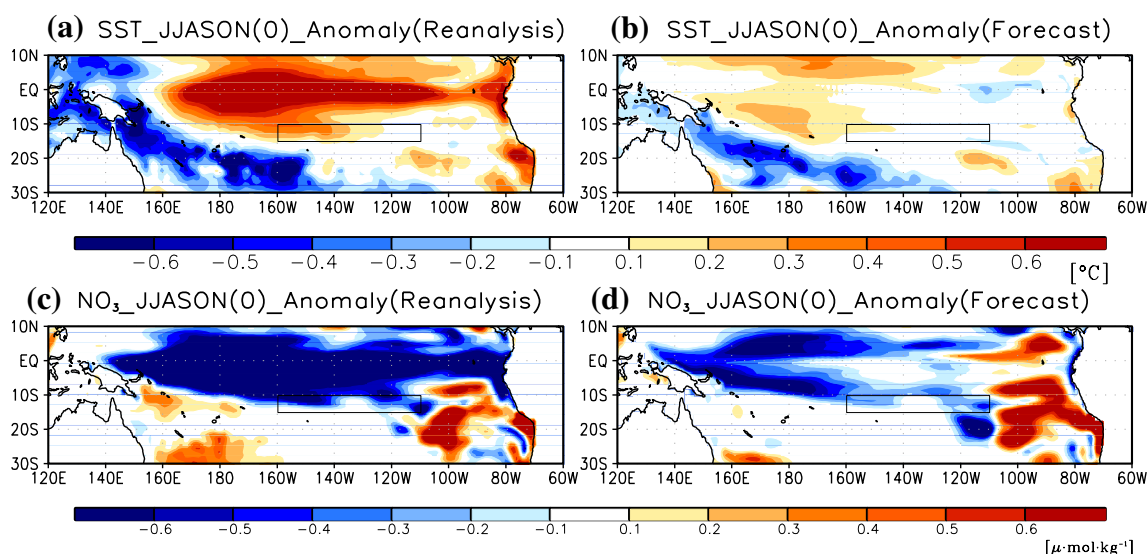 (a) SST_JJASON(0)_Anomaly(Reanalysis)
(b) SST_JJASON(0)_Anomaly(Forecast)
10N
EQ
10S
20S
30S
120E 140E 160E 180 160W 140W 120W 100W 80W 60W
10N
EQ
10S
20S
30S
120E 140E 160E 180 160W 140W 120W 100W 80W 60W
-0.6 -0.5 -0.4 -0.3 -0.2 -0.1 0.1 0.2 0.3 0.4 0.5 0.6
[°C]
(c) NO₃_JJASON(0)_Anomaly(Reanalysis)
(d) NO₃_JJASON(0)_Anomaly(Forecast)
10N
EQ
10S
20S
30S
120E 140E 160E 180 160W 140W 120W 100W 80W 60W
10N
EQ
10S
20S
30S
120E 140E 160E 180 160W 140W 120W 100W 80W 60W
-0.6 -0.5 -0.4 -0.3 -0.2 -0.1 0.1 0.2 0.3 0.4 0.5 0.6
[μ·mol·kg⁻¹]